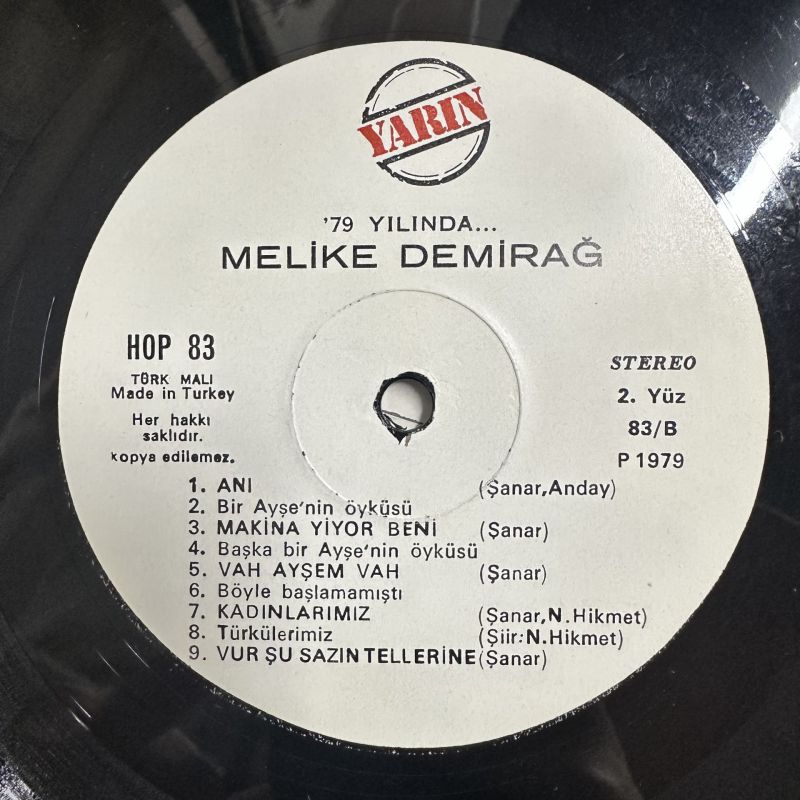 YARIN
'79 YILINDA...
MELİKE DEMİRAĞ
HOP 83
TÜRK MALI
Made in Turkey
Her hakkı
saklıdır.
kopya edilemez.
STEREO
2. Yüz
83/B
P 1979
1. ANI (Şanar,Anday)
2. Bir Ayşe'nin öyküsü
3. MAKİNA YİYOR BENİ (Şanar)
4. Başka bir Ayşe'nin öyküsü
5. VAH AYŞEM VAH (Şanar)
6. Böyle başlamamıştı
7. KADINLARIMIZ (Şanar,N.Hikmet)
8. Türkülerimiz (Şiir:N.Hikmet)
9. VUR ŞU SAZIN TELLERİNE (Şanar)